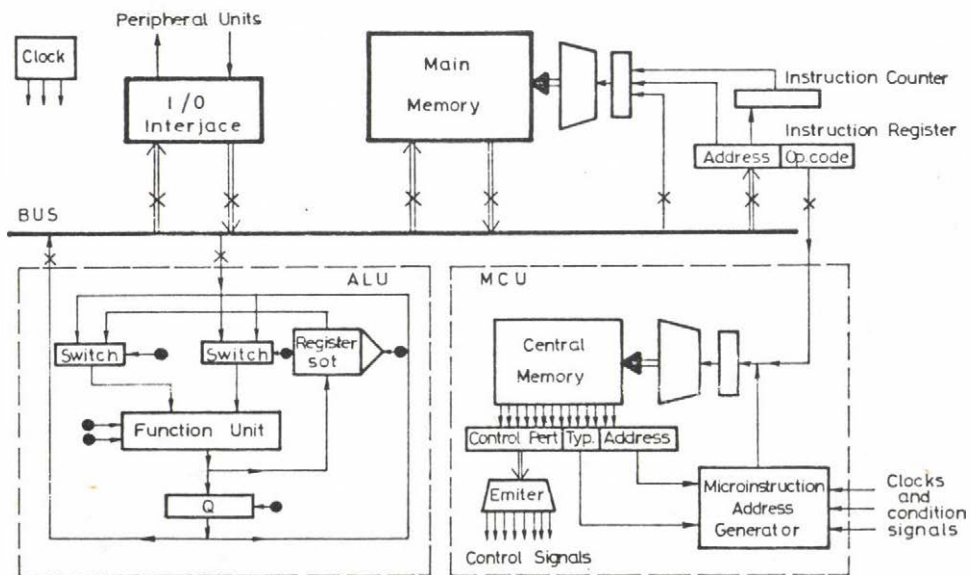 Peripheral Units
Clock
I/O
Interjace
Main
Memory
Instruction Counter
Instruction Register
Address
Op.code
BUS
ALU
Switch
Switch
Register
sot
Function Unit
Q
MCU
Central
Memory
Control Pert
Typ.
Address
Emiter
Control Signals
Microinstruction
Address
Generator
Clocks
and
condition
signals